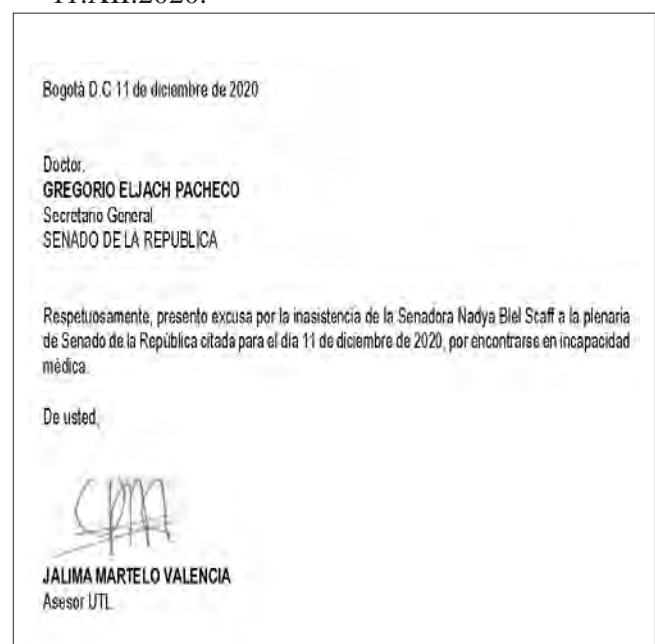 11.XII.2020.
Bogotá D.C 11 de diciembre de 2020
Doctor,
GREGORIO ELJACH PACHECO
Secretario General
SENADO DE LA REPUBLICA
Respetuosamente, presento excusa por la inasistencia de la Senadora Nadya Blel Scaff a la plenaria
de Senado de la República citada para el día 11 de diciembre de 2020, por encontrarse en incapacidad
médica.
De usted,
JALIMA MARTELO VALENCIA
Asesor UTL